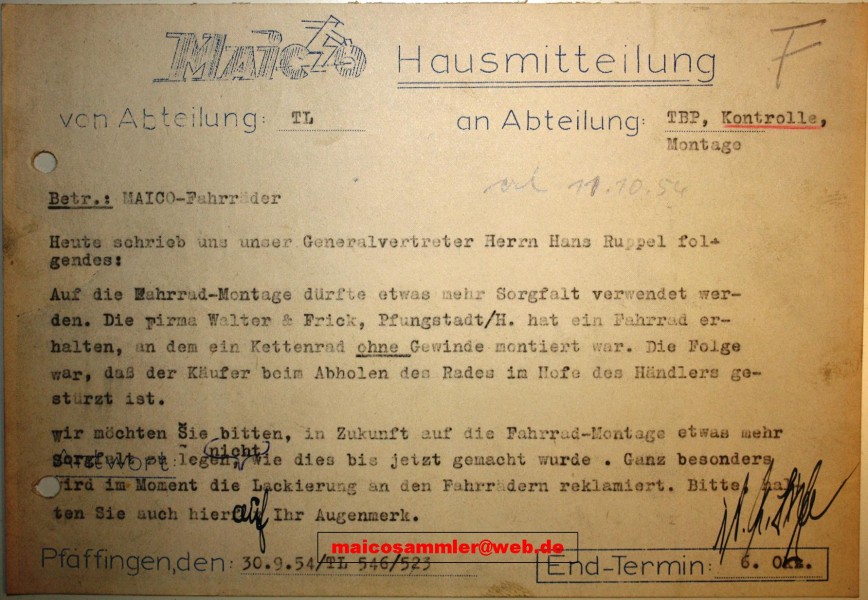 MAICO Hausmitteilung F
von Abteilung: TL an Abteilung: TBP, Kontrolle,
Montage
11.10.54
Betr.: MAICO-Fahrräder
Heute schrieb uns unser Generalvertreter Herrn Hans Ruppel fol-
gendes:
Auf die Fahrrad-Montage dürfte etwas mehr Sorgfalt verwendet wer-
den. Die Firma Walter & Frick, Pfungstadt/H. hat ein Fahrrad er-
halten, an dem ein Kettenrad ohne Gewinde montiert war. Die Folge
war, daß der Käufer beim Abholen des Rades im Hofe des Händlers ge-
stürzt ist.
wir möchten Sie bitten, in Zukunft auf die Fahrrad-Montage etwas mehr
nicht
Sorgfalt zu legen, wie dies bis jetzt gemacht wurde . Ganz besonders
Antwort:
wird im Moment die Lackierung an den Fahrrädern reklamiert. Bitte hal-
ten Sie auch hier auf Ihr Augenmerk.
maicosammler@web.de
Pfäffingen, den: 30.9.54/TL 546/523 End-Termin: 6. Okt.